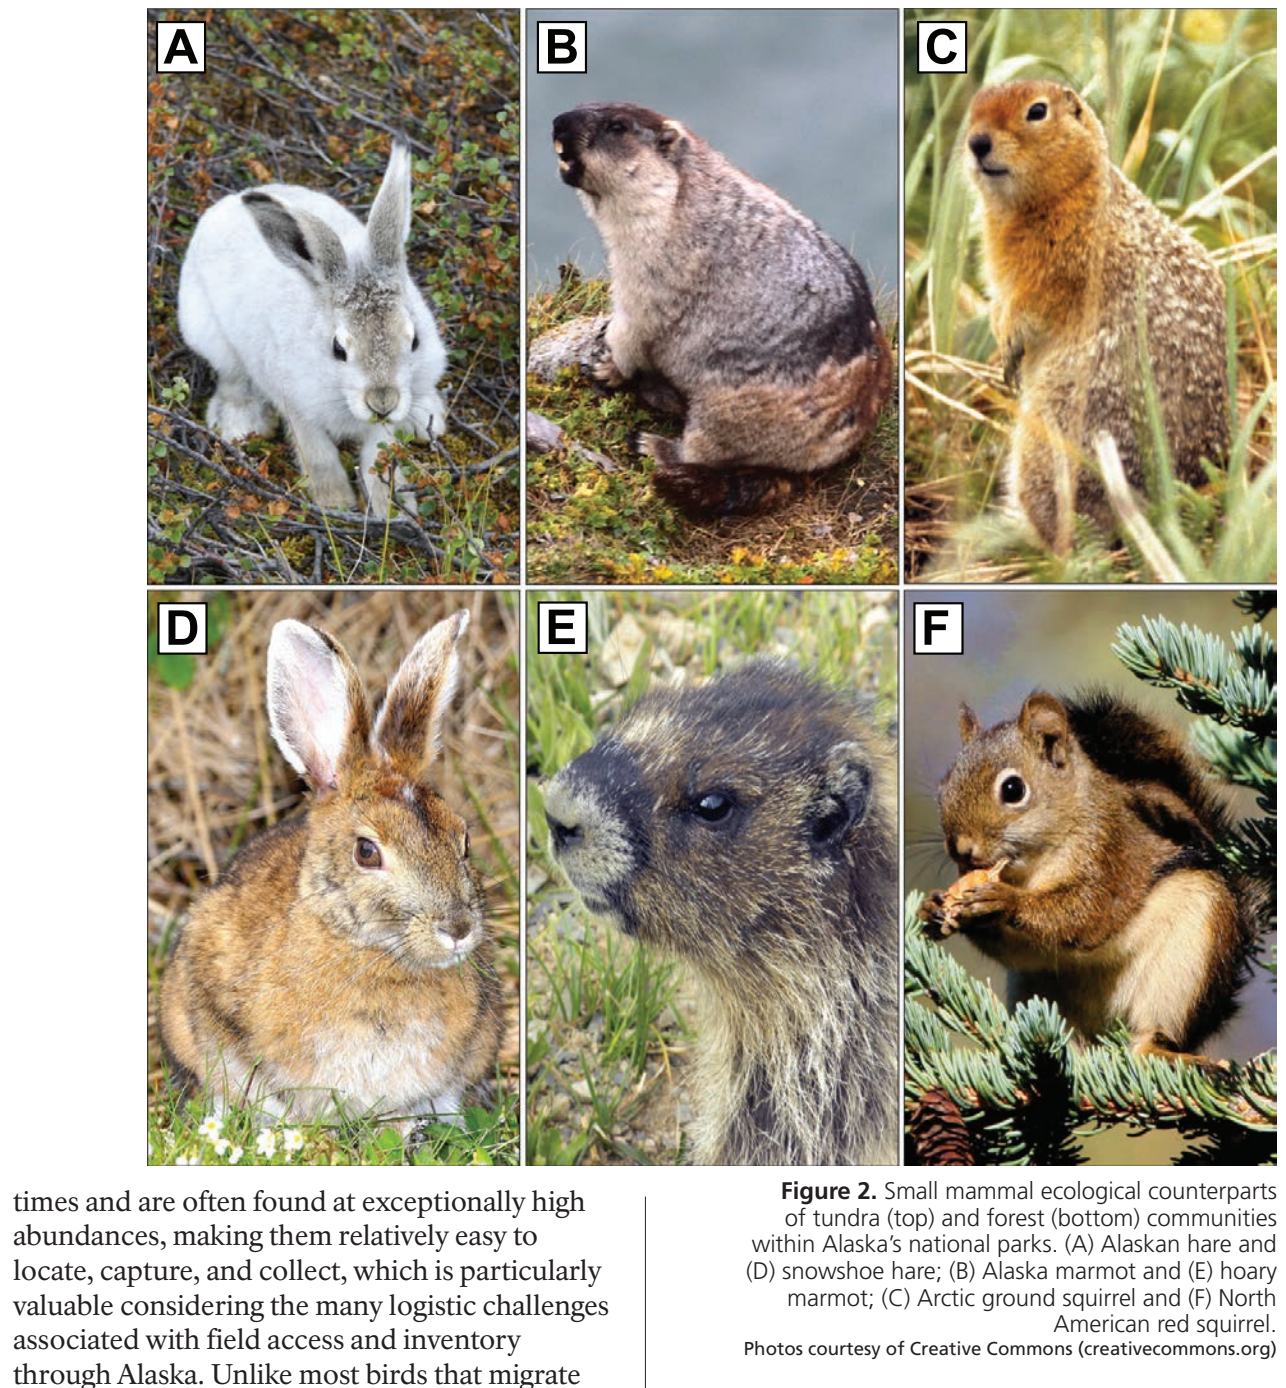 A
B
C
D
E
F
times and are often found at exceptionally high
abundances, making them relatively easy to
locate, capture, and collect, which is particularly
valuable considering the many logistic challenges
associated with field access and inventory
through Alaska. Unlike most birds that migrate
Figure 2. Small mammal ecological counterparts
of tundra (top) and forest (bottom) communities
within Alaska's national parks. (A) Alaskan hare and
(D) snowshoe hare; (B) Alaska marmot and (E) hoary
marmot; (C) Arctic ground squirrel and (F) North
American red squirrel.
Photos courtesy of Creative Commons (creativecommons.org)